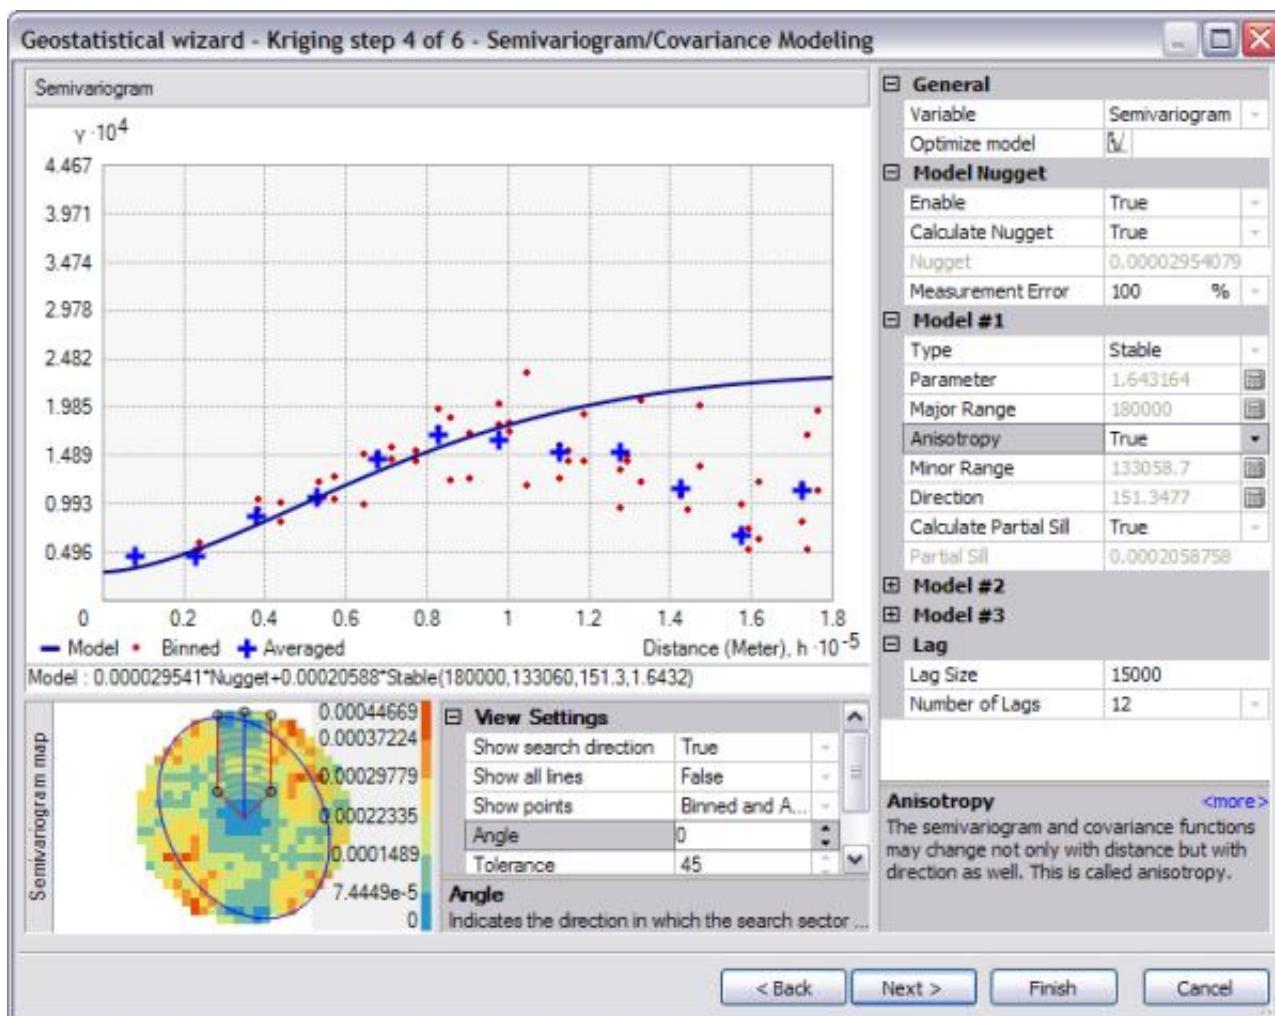 Geostatistical wizard - Kriging step 4 of 6 - Semivariogram/Covariance Modeling
Semivariogram
γ ·10⁴
4.467
3.971
3.474
2.978
2.482
1.985
1.489
0.993
0.496
0 0.2 0.4 0.6 0.8 1 1.2 1.4 1.6 1.8
Model Binned Averaged Distance (Meter), h ·10⁻⁵
Model : 0.000029541*Nugget+0.00020588*Stable(180000,133060,151.3,1.6432)
Semivariogram map
0.00044669
0.00037224
0.00029779
0.00022335
0.0001489
7.4449e-5
0
View Settings
Show search direction True
Show all lines False
Show points Binned and A...
Angle 0
Tolerance 45
Angle
Indicates the direction in which the search sector ...
General
Variable Semivariogram
Optimize model
Model Nugget
Enable True
Calculate Nugget True
Nugget 0.00002954079
Measurement Error 100 %
Model #1
Type Stable
Parameter 1.643164
Major Range 180000
Anisotropy True
Minor Range 133058.7
Direction 151.3477
Calculate Partial Sill True
Partial Sill 0.0002058758
Model #2
Model #3
Lag
Lag Size 15000
Number of Lags 12
Anisotropy <more>
The semivariogram and covariance functions
may change not only with distance but with
direction as well. This is called anisotropy.
< Back Next > Finish Cancel